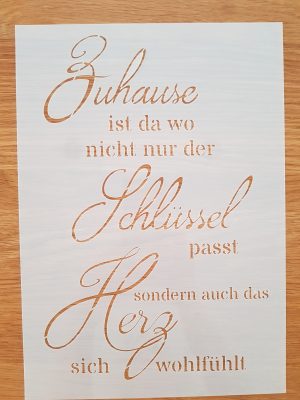 Zuhause
ist da wo
nicht nur der
Schlüssel
passt
sondern auch das
Herz
sich wohlfühlt